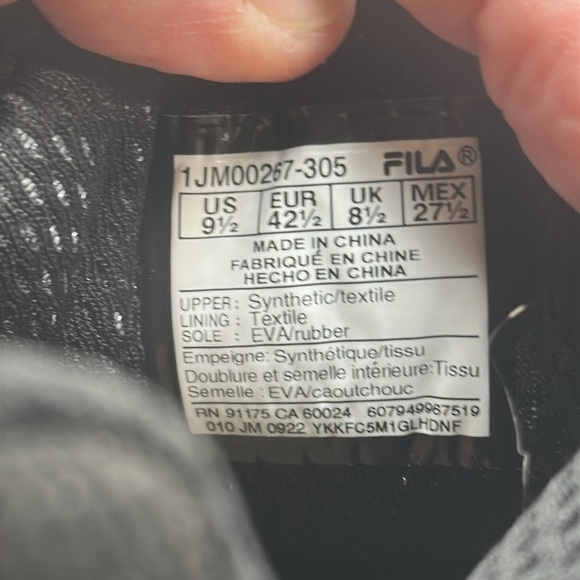 1JM00267-305 FILA®
US EUR UK MEX
9½ 42½ 8½ 27½
MADE IN CHINA
FABRIQUÉ EN CHINE
HECHO EN CHINA
UPPER: Synthetic/textile
LINING : Textile
SOLE : EVA/rubber
Empeigne: Synthétique/tissu
Doublure et semelle intérieure:Tissu
Semelle : EVA/caoutchouc
RN 91175 CA 60024 607949967519
010 JM 0922 YKKFC5M1GLHDNF